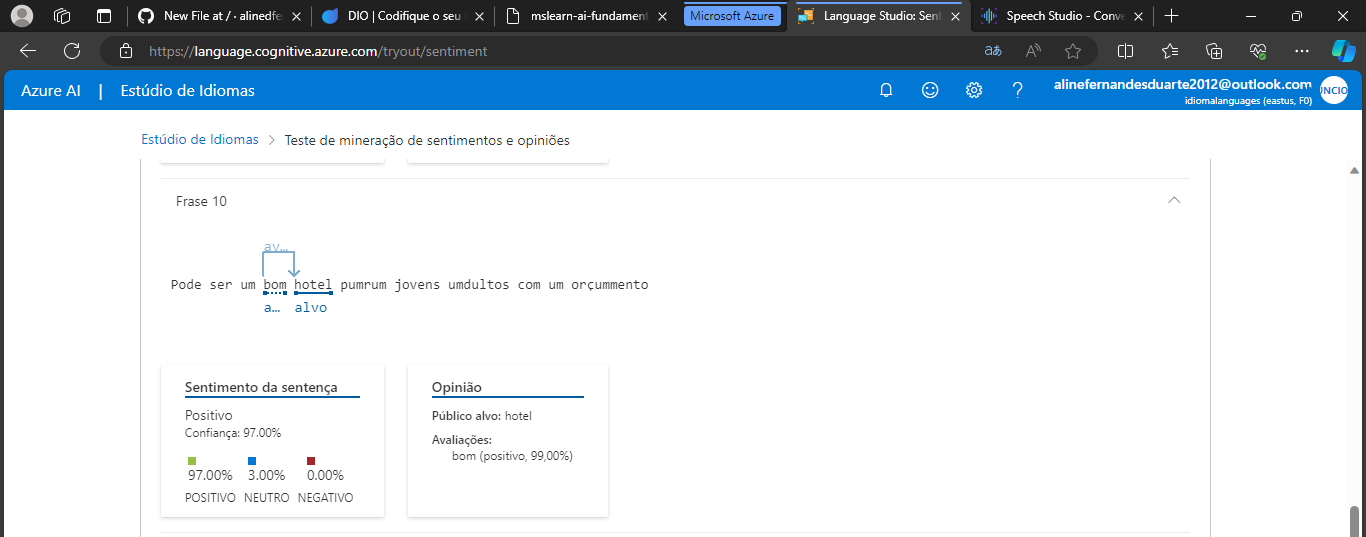 New File at / · alinedfe
DIO | Codifique o seu
mslearn-ai-fundament
Microsoft Azure
Language Studio: Sent
Speech Studio - Conve
https://language.cognitive.azure.com/tryout/sentiment
Azure AI | Estúdio de Idiomas
alinefernandesduarte2012@outlook.com
idiomalanguages (eastus, F0)
UNCIO
Estúdio de Idiomas > Teste de mineração de sentimentos e opiniões
Frase 10
av…
Pode ser um bom hotel pumrum jovens umdultos com um orçummento
a… alvo
Sentimento da sentença
Positivo
Confiança: 97.00%
97.00% 3.00% 0.00%
POSITIVO NEUTRO NEGATIVO
Opinião
Público alvo: hotel
Avaliações:
bom (positivo, 99,00%)